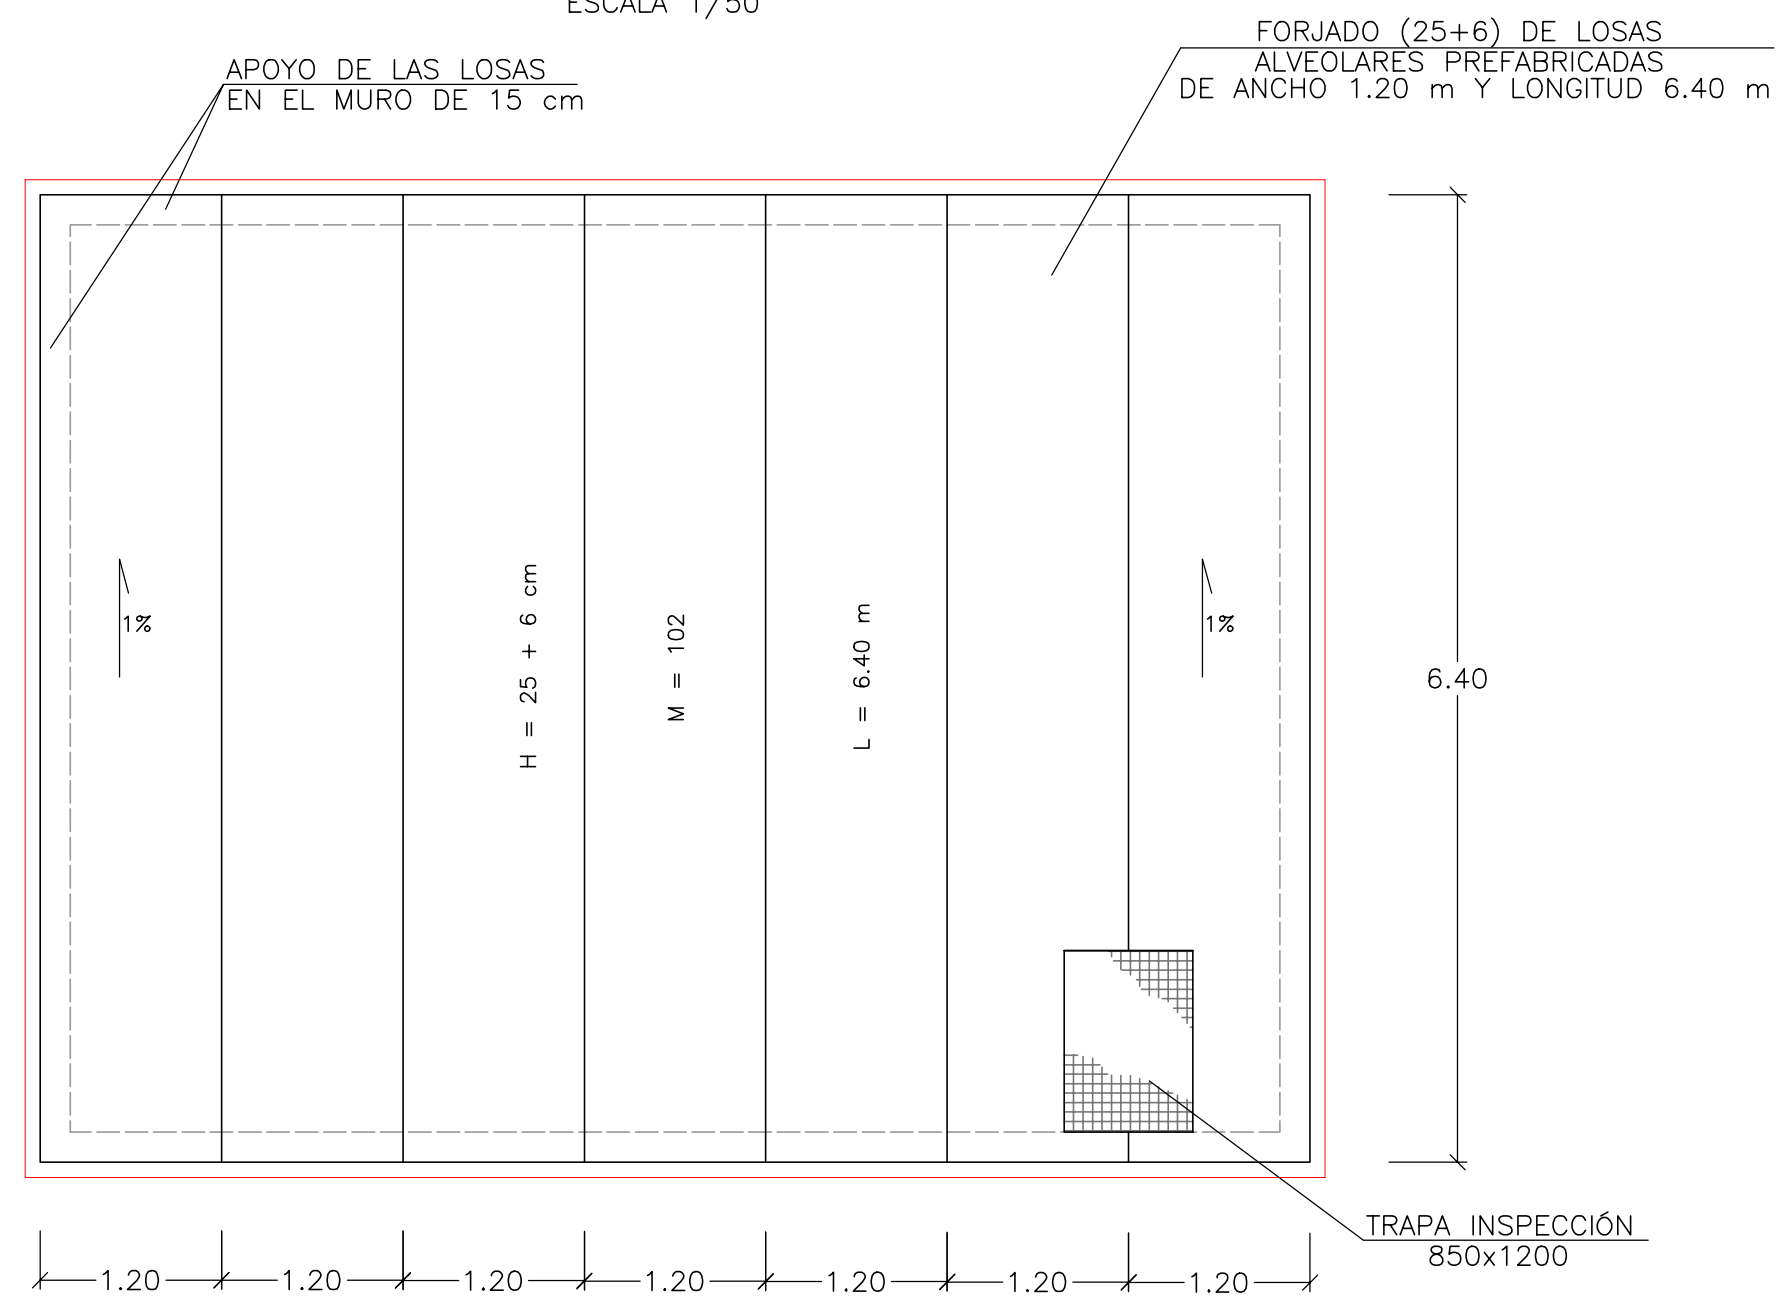 ESCALA 1/50
FORJADO (25+6) DE LOSAS
ALVEOLARES PREFABRICADAS
DE ANCHO 1.20 m Y LONGITUD 6.40 m
APOYO DE LAS LOSAS
EN EL MURO DE 15 cm
H = 25 + 6 cm
M = 102
L = 6.40 m
1%
1%
6.40
TRAPA INSPECCIÓN
850x1200
1.20 1.20 1.20 1.20 1.20 1.20 1.20